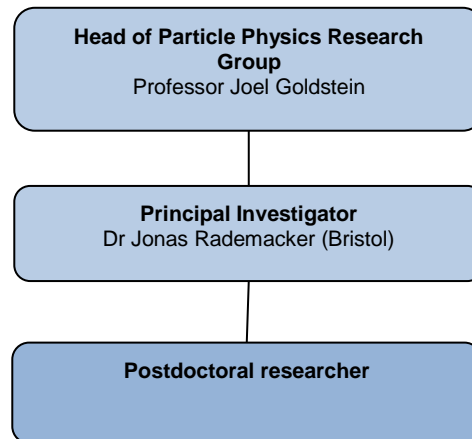 Head of Particle Physics Research
Group
Professor Joel Goldstein
Principal Investigator
Dr Jonas Rademacker (Bristol)
Postdoctoral researcher